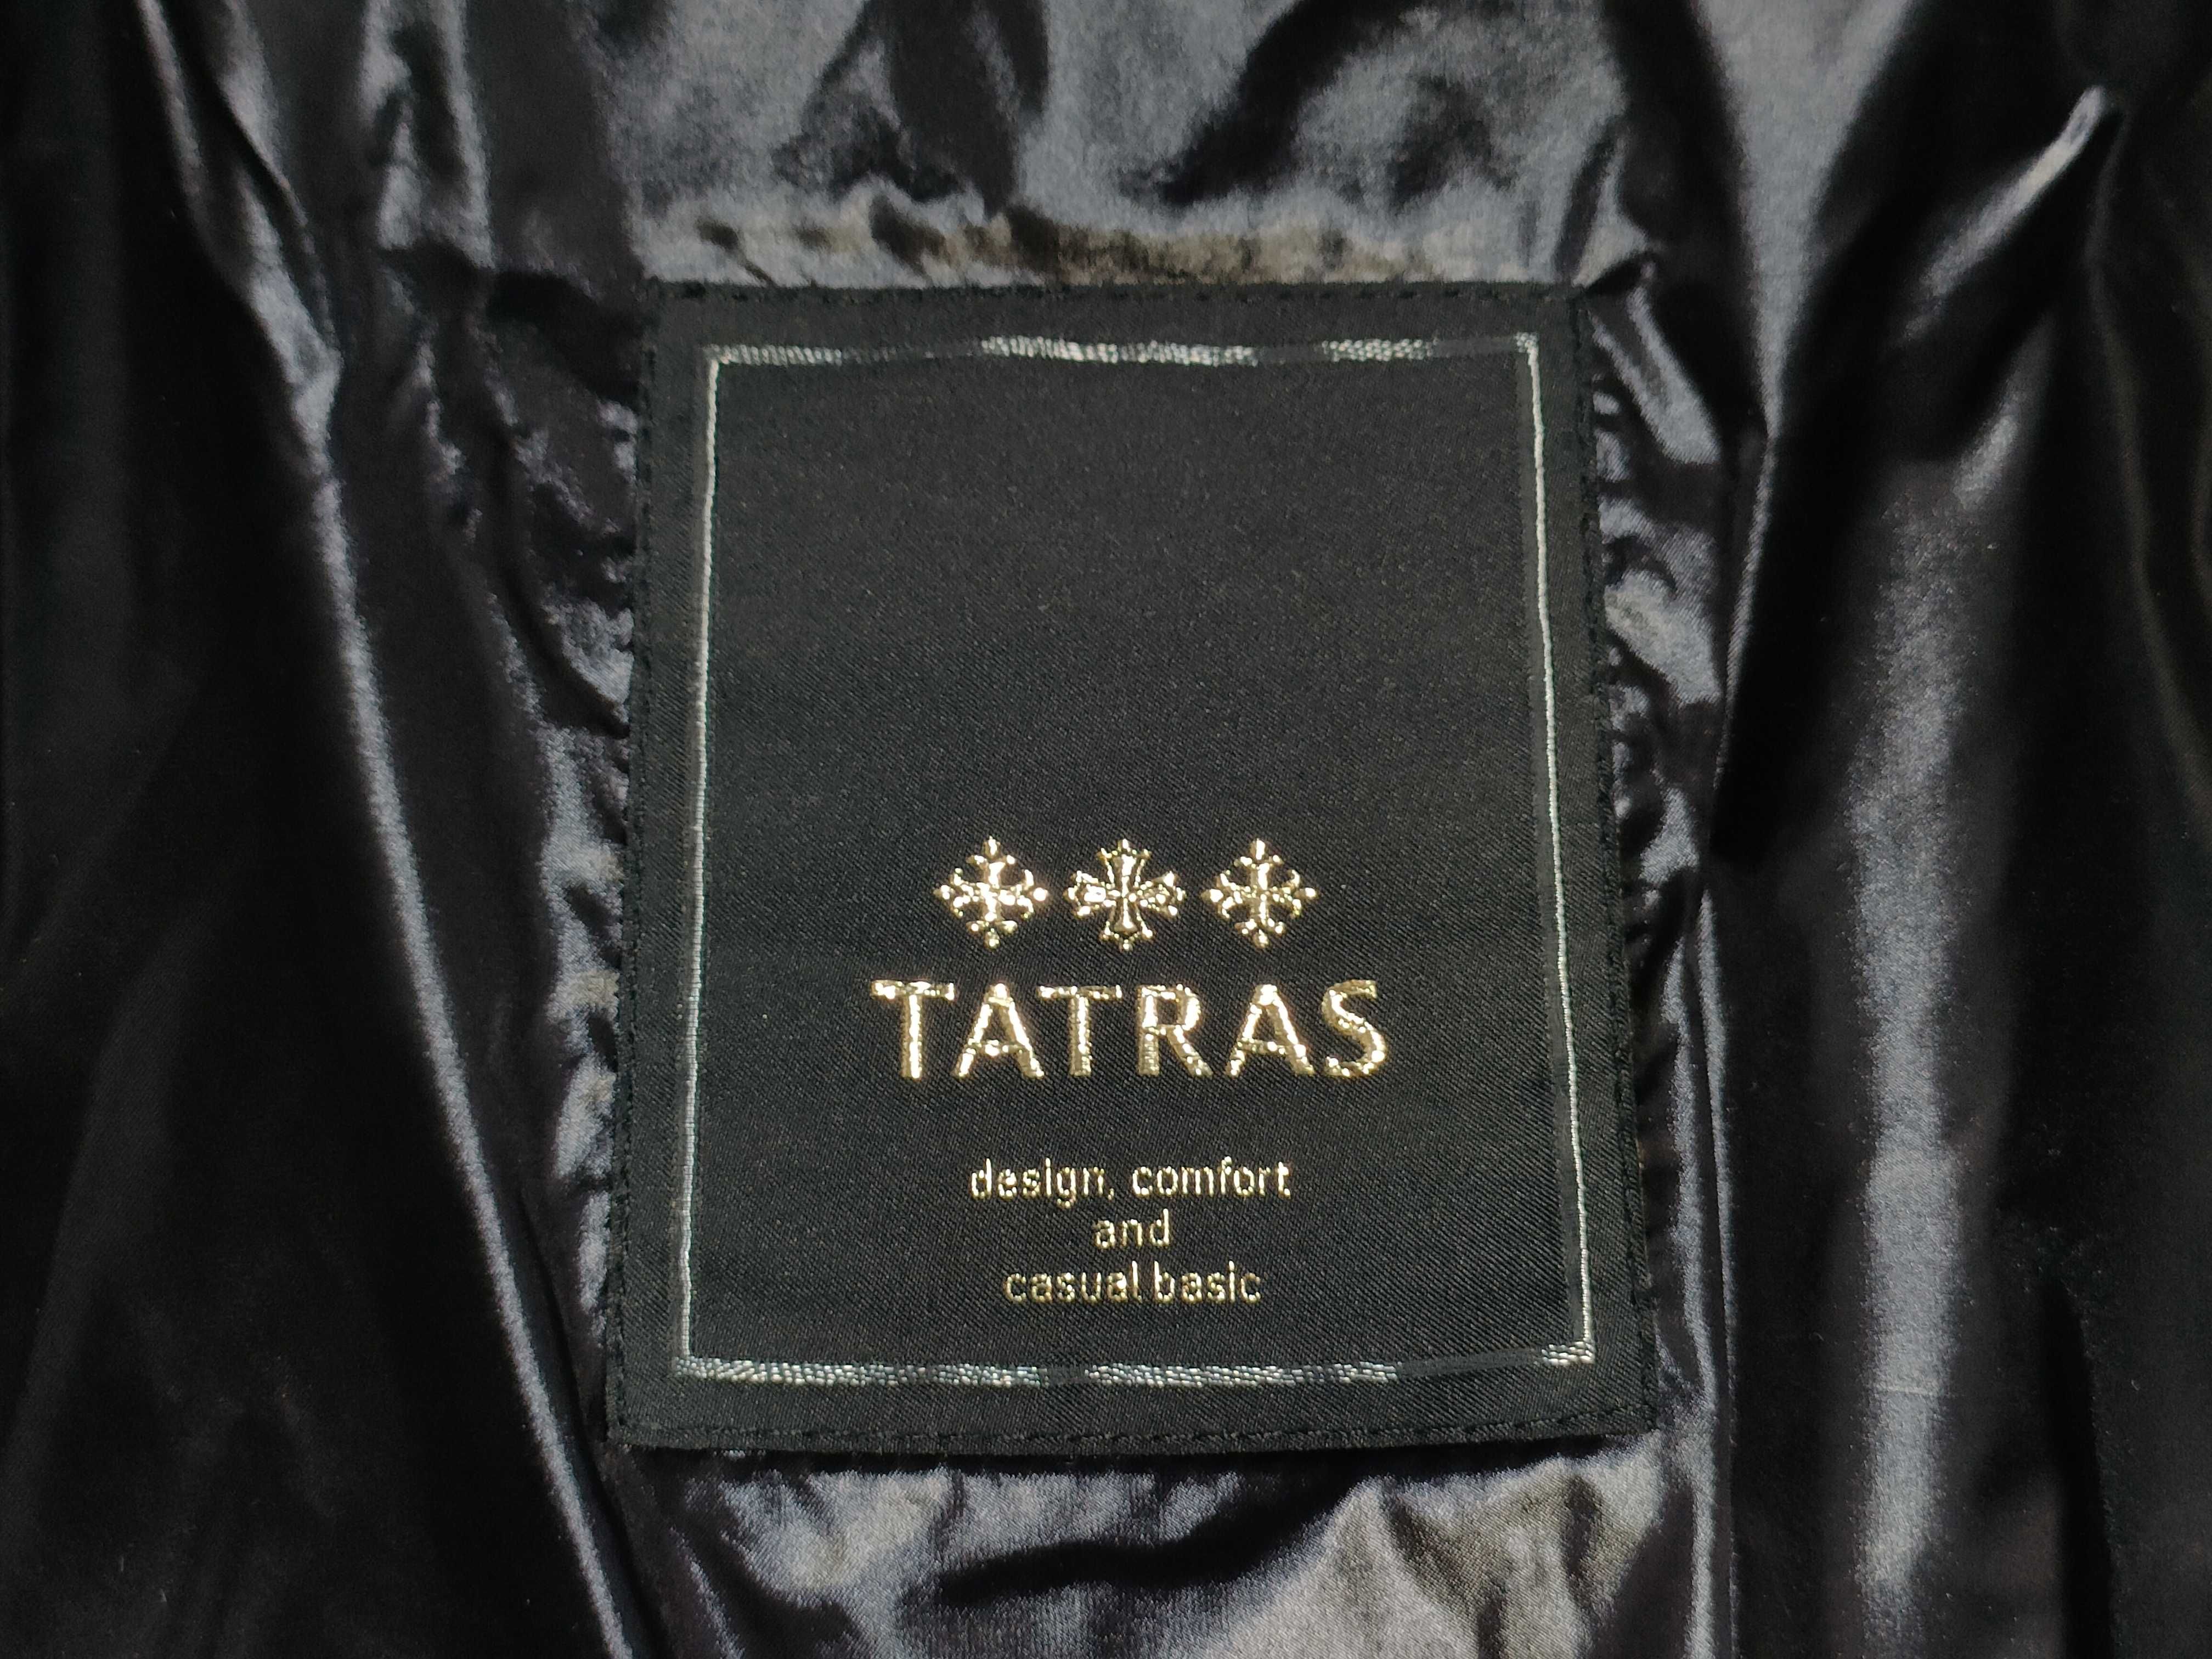 TATRAS
design, comfort
and
casual basic